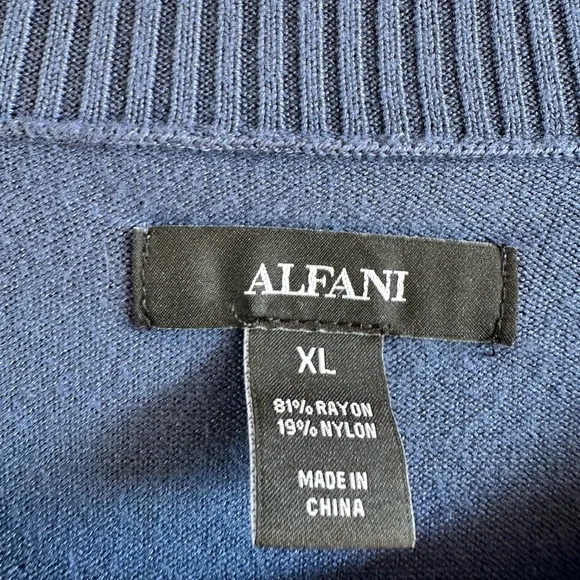 ALFANI
XL
81% RAYON
19% NYLON
MADE IN
CHINA